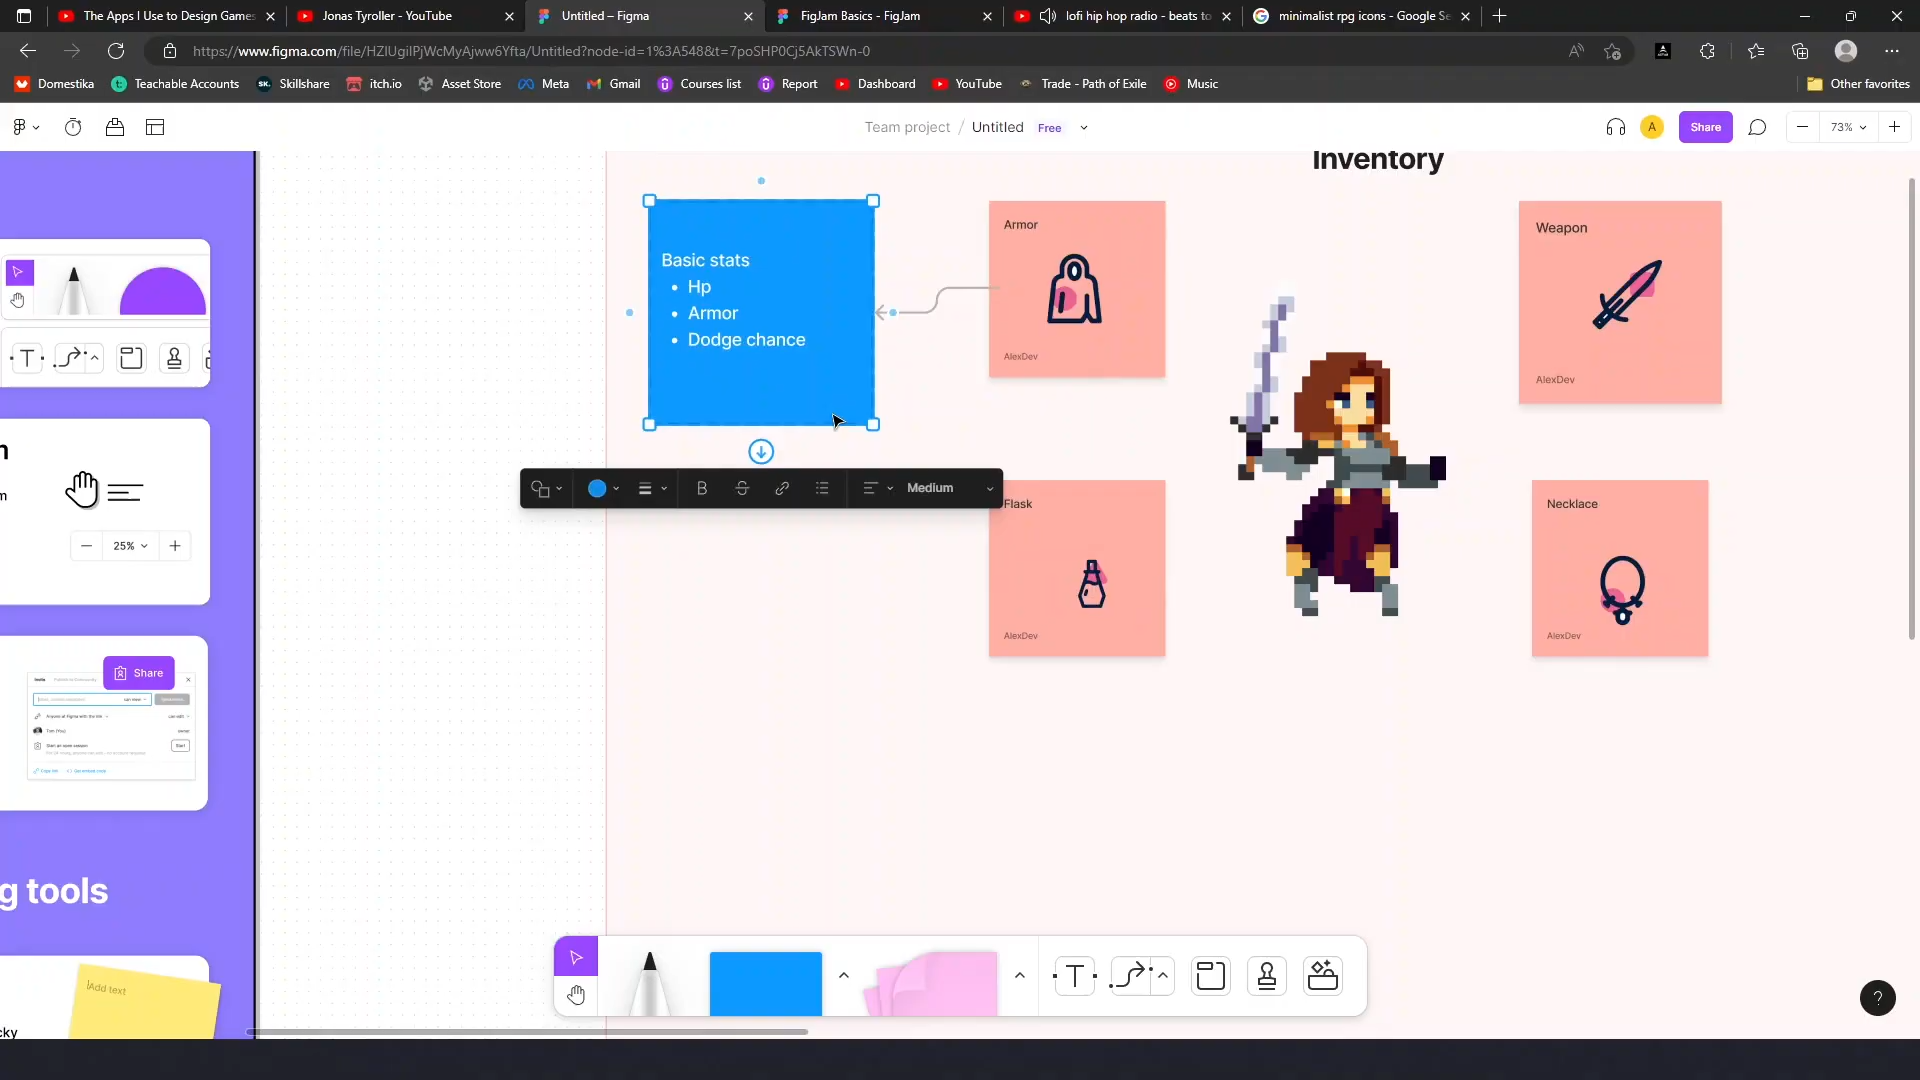 The Apps I Use to Design Games
Jonas Tyroller - YouTube
Untitled – Figma
FigJam Basics - FigJam
lofi hip hop radio - beats to
minimalist rpg icons - Google Se
https://www.figma.com/file/HZIUgilPjWcMyAjww6Yfta/Untitled?node-id=1%3A548&t=7poSHP0Cj5AkTSWn-0
Domestika
Teachable Accounts
SK.
Skillshare
itch.io
Asset Store
Meta
Gmail
Courses list
Report
Dashboard
YouTube
Trade - Path of Exile
Music
Other favorites
Team project / Untitled Free
A
Share
73%
Inventory
Basic stats
• Hp
• Armor
• Dodge chance
Armor
AlexDev
Weapon
AlexDev
Medium
Flask
AlexDev
Necklace
AlexDev
T
n
m
25%
Share
g tools
Add text
cky
T
?